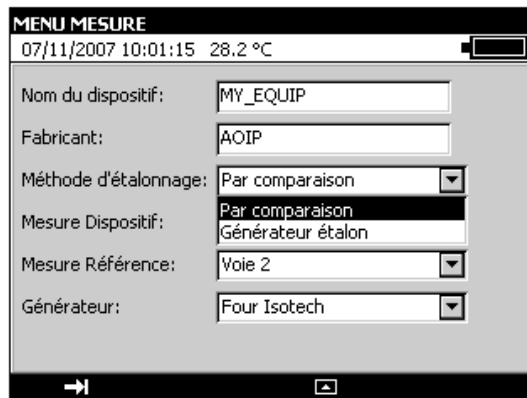 MENU MESURE
07/11/2007 10:01:15 28.2 °C
Nom du dispositif: MY_EQUIP
Fabricant: AOIP
Méthode d'étalonnage: Par comparaison
Par comparaison
Mesure Dispositif:
Générateur étalon
Mesure Référence: Voie 2
Générateur: Four Isotech